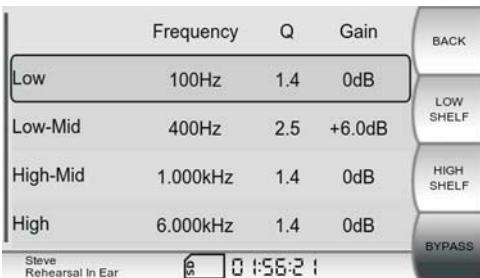 Frequency Q Gain
Low 100Hz 1.4 0dB
Low-Mid 400Hz 2.5 +6.0dB
High-Mid 1.000kHz 1.4 0dB
High 6.000kHz 1.4 0dB
BACK
LOW
SHELF
HIGH
SHELF
BYPASS
Steve
Rehearsal In Ear
SD
01:55:21